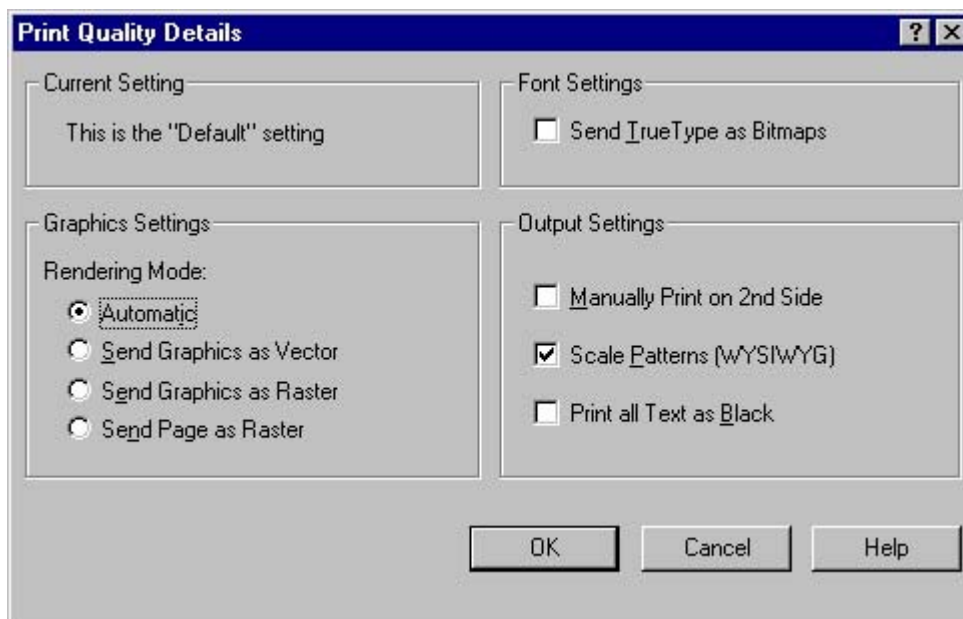 Print Quality Details
Current Setting
This is the "Default" setting
Font Settings
Send TrueType as Bitmaps
Graphics Settings
Rendering Mode:
Automatic
Send Graphics as Vector
Send Graphics as Raster
Send Page as Raster
Output Settings
Manually Print on 2nd Side
Scale Patterns (WYSIWYG)
Print all Text as Black
OK
Cancel
Help